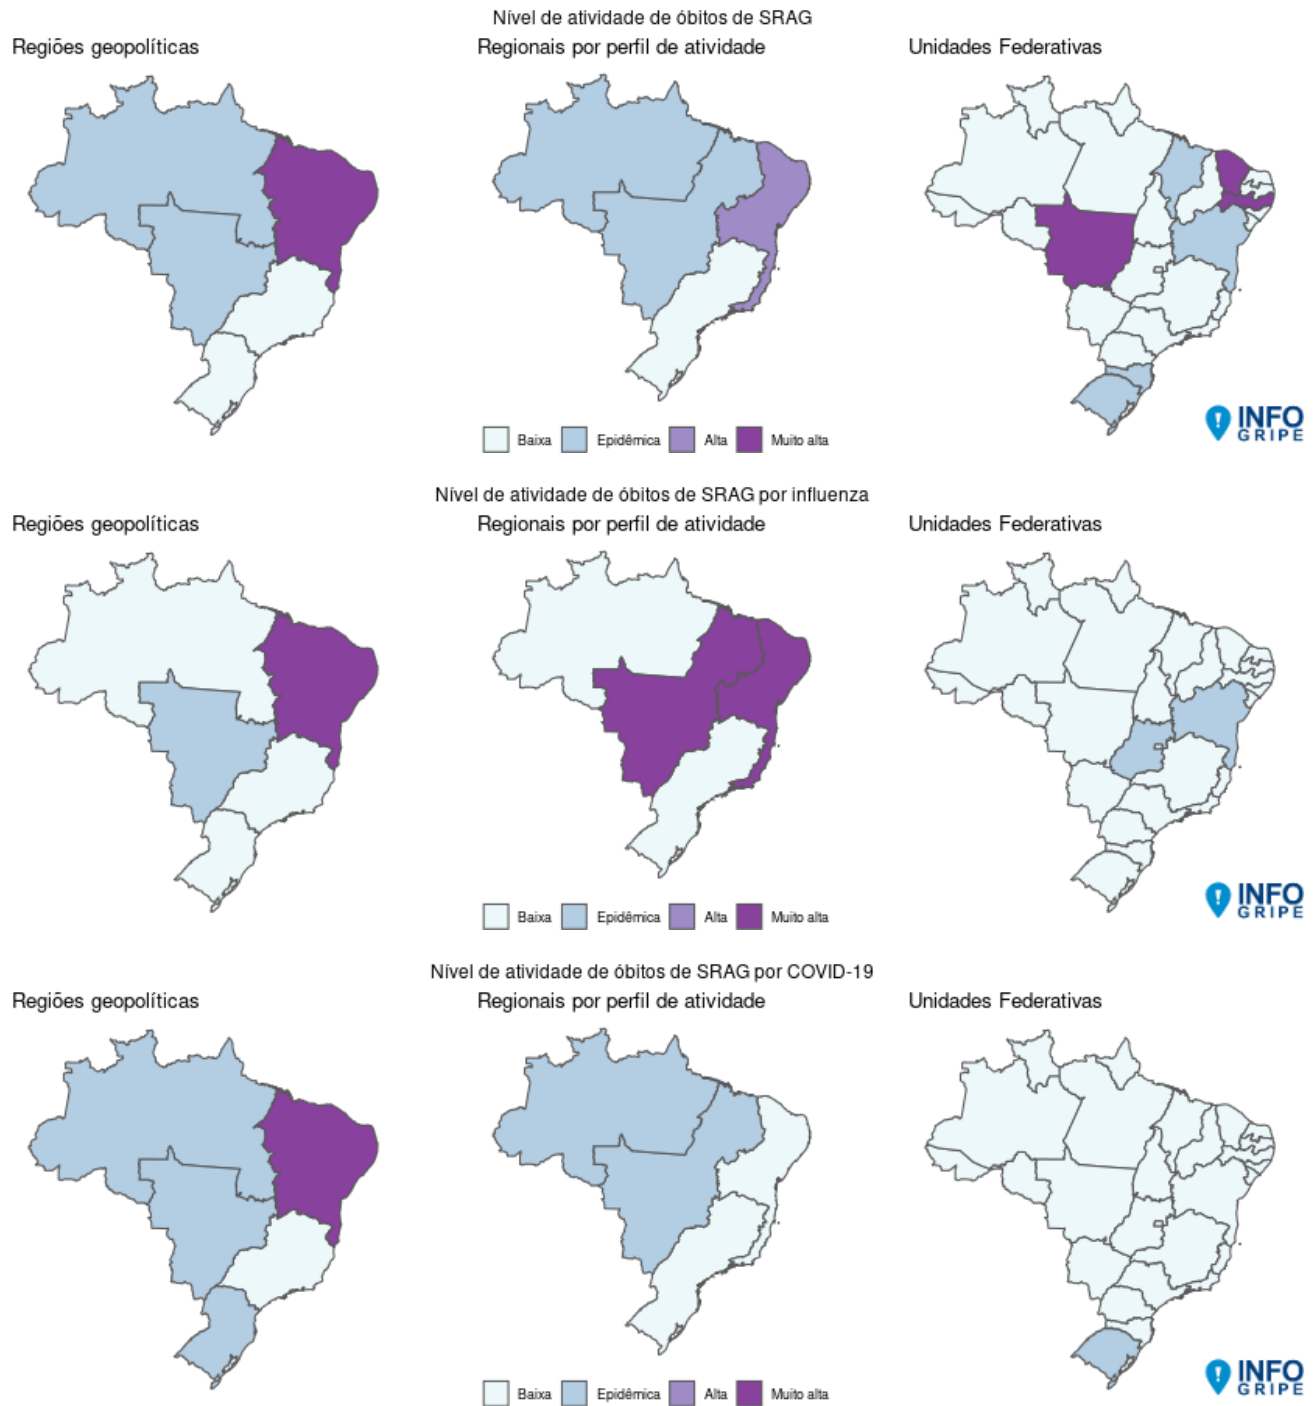 Nível de atividade de óbitos de SRAG
Regiões geopolíticas
Regionais por perfil de atividade
Unidades Federativas
Baixa Epidêmica Alta Muito alta
INFO
GRIPE
Nível de atividade de óbitos de SRAG por influenza
Regiões geopolíticas
Regionais por perfil de atividade
Unidades Federativas
Baixa Epidêmica Alta Muito alta
INFO
GRIPE
Nível de atividade de óbitos de SRAG por COVID-19
Regiões geopolíticas
Regionais por perfil de atividade
Unidades Federativas
Baixa Epidêmica Alta Muito alta
INFO
GRIPE